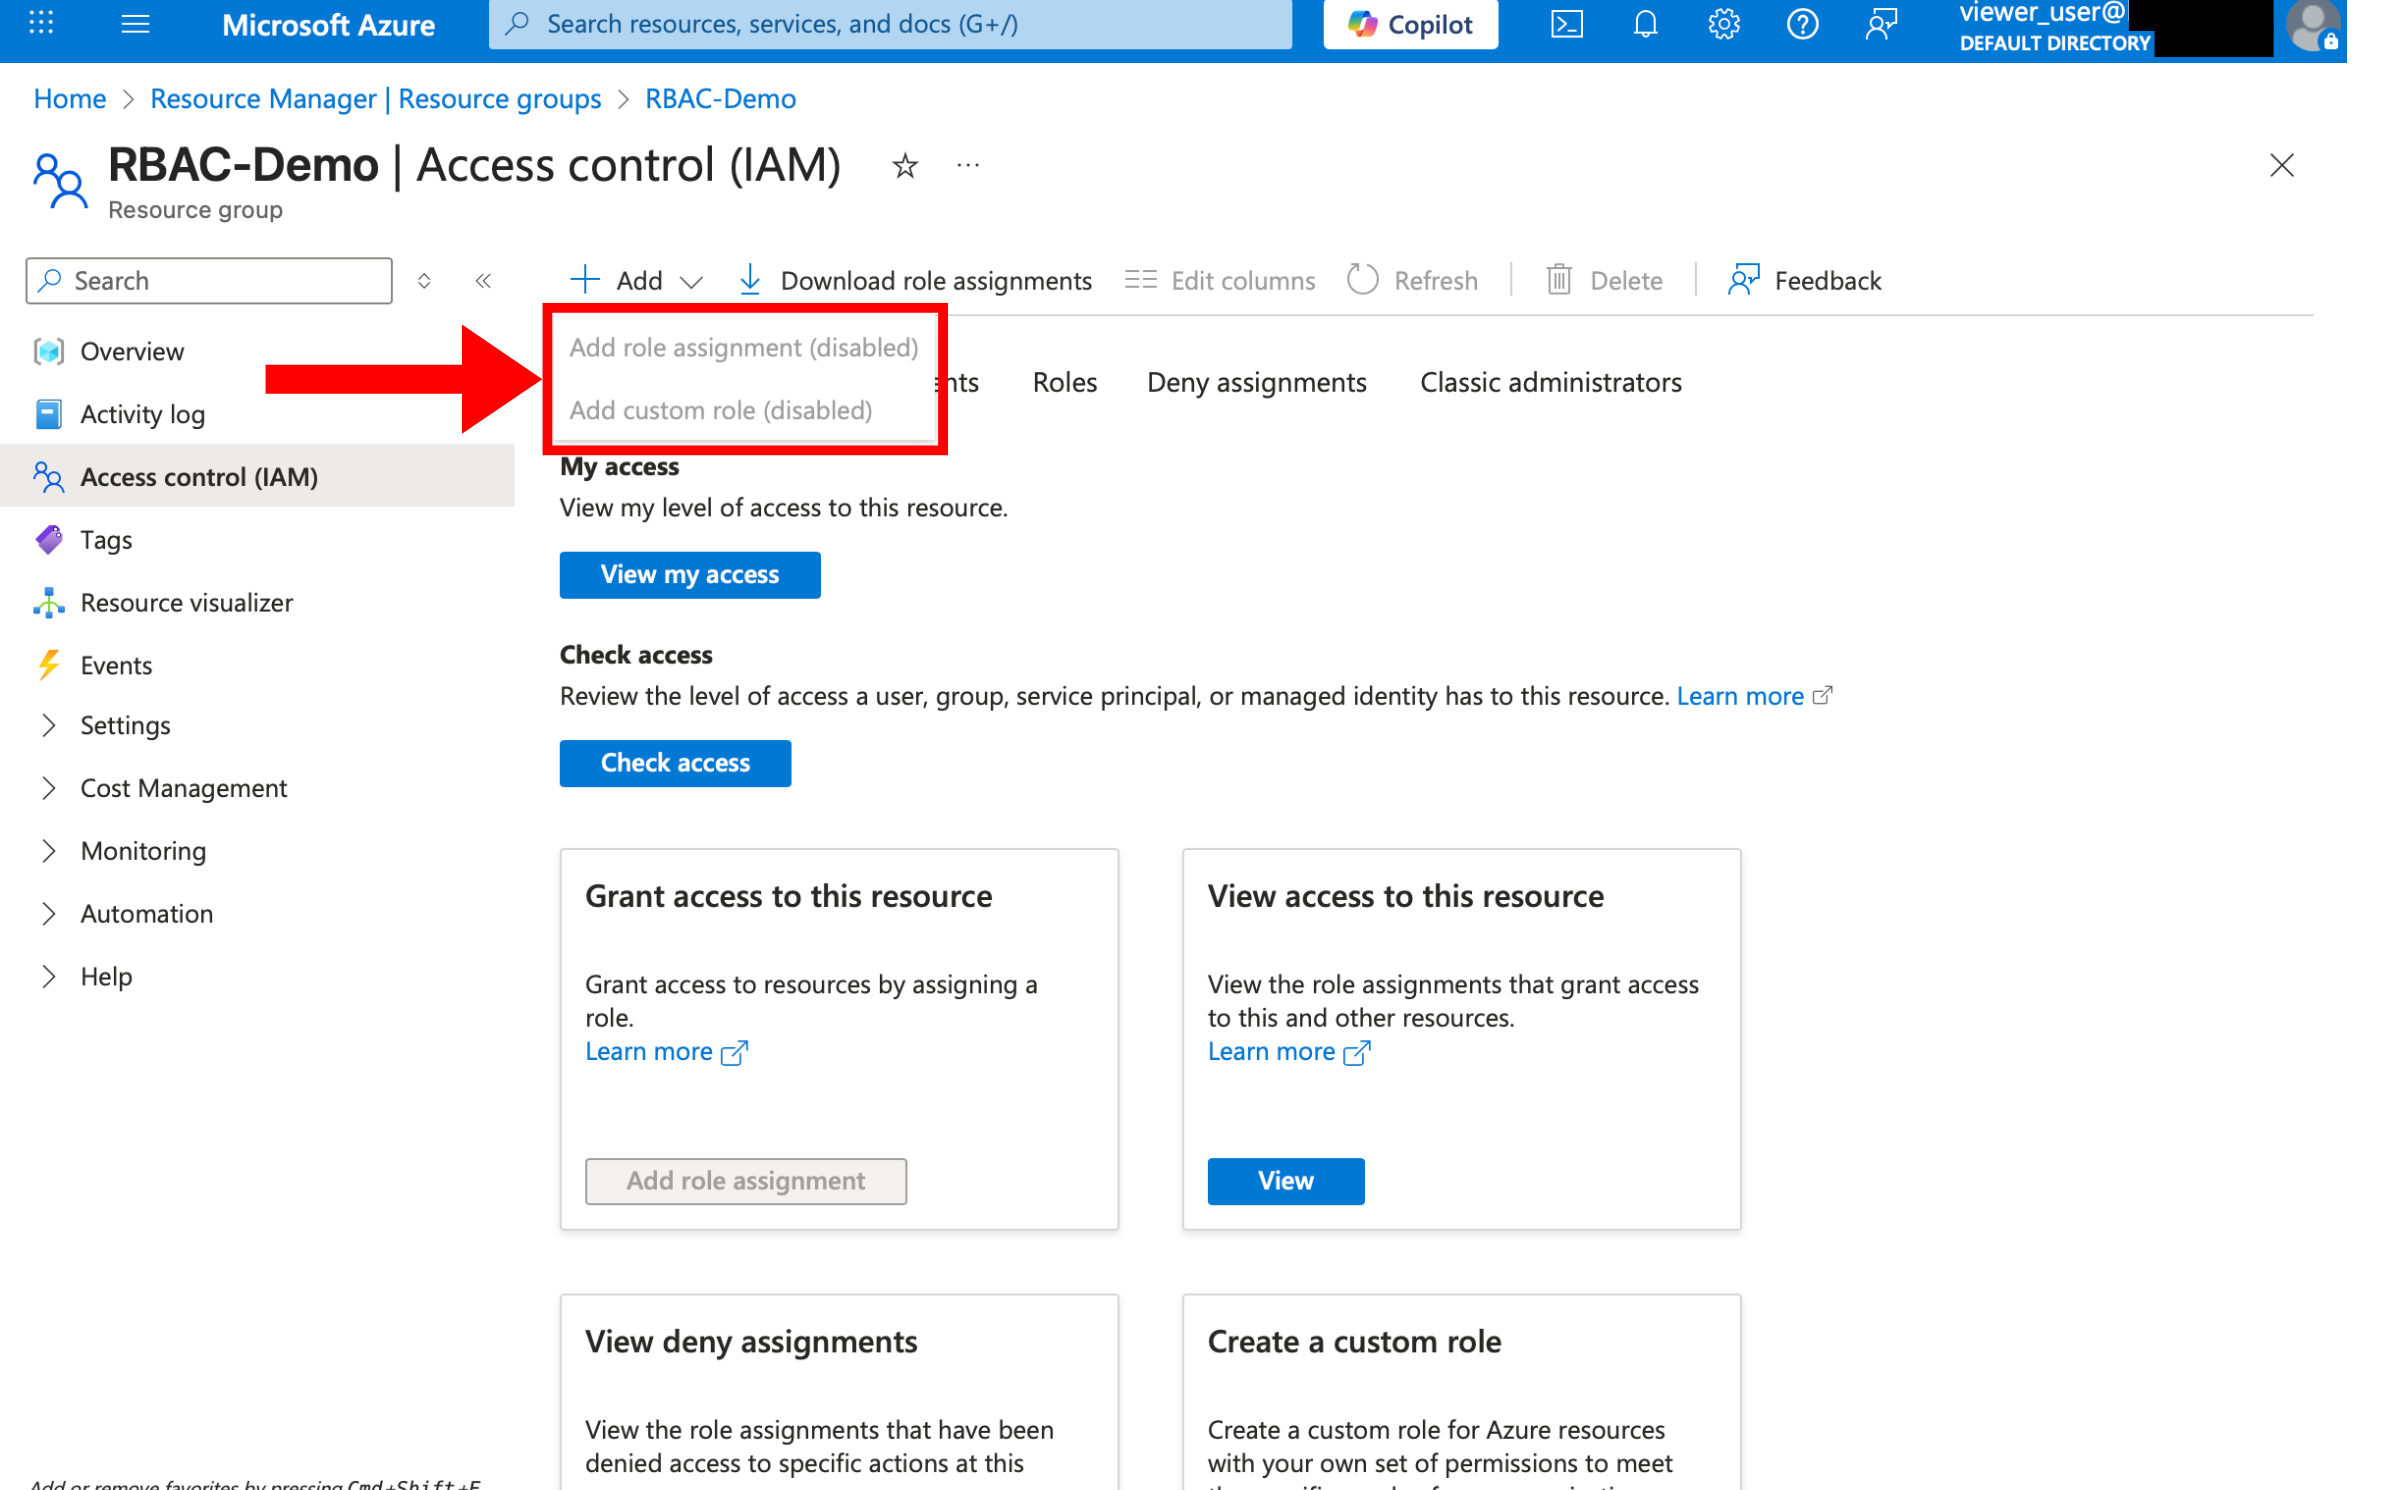 Microsoft Azure
Search resources, services, and docs (G+/)
Copilot
viewer_user@
DEFAULT DIRECTORY
Home > Resource Manager | Resource groups > RBAC-Demo
RBAC-Demo | Access control (IAM)
Resource group
Search
Add
Download role assignments
Edit columns
Refresh
Delete
Feedback
Add role assignment (disabled)
Add custom role (disabled)
Roles
Deny assignments
Classic administrators
Overview
Activity log
Access control (IAM)
Tags
Resource visualizer
Events
Settings
Cost Management
Monitoring
Automation
Help
Add or remove favorites by pressing Cmd+Shift+F
My access
View my level of access to this resource.
View my access
Check access
Review the level of access a user, group, service principal, or managed identity has to this resource. Learn more
Check access
Grant access to this resource
Grant access to resources by assigning a
role.
Learn more
Add role assignment
View access to this resource
View the role assignments that grant access
to this and other resources.
Learn more
View
View deny assignments
View the role assignments that have been
denied access to specific actions at this
Create a custom role
Create a custom role for Azure resources
with your own set of permissions to meet